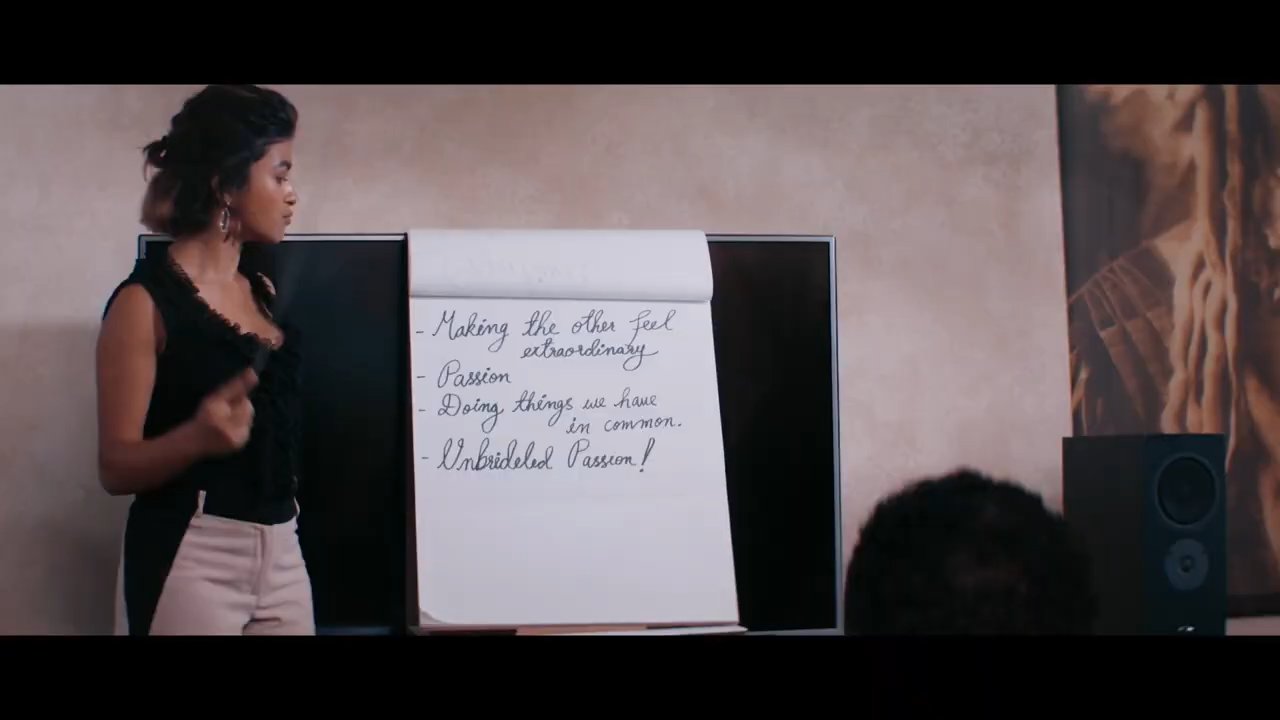 - Making the other feel
extraordinary
- Passion
- Doing things we have
in common.
- Unbrideled Passion!